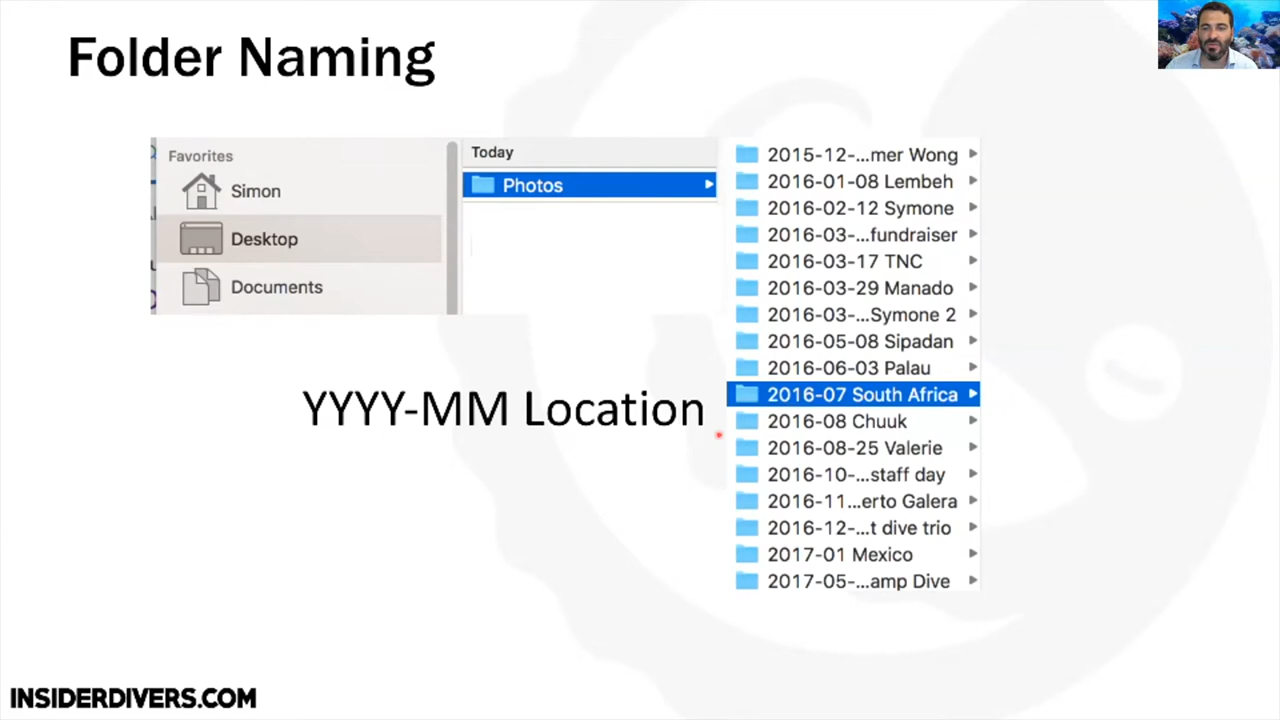 Folder Naming
Favorites
Simon
Desktop
Documents
Today
Photos
2015-12-...mer Wong
2016-01-08 Lembeh
2016-02-12 Symone
2016-03-...fundraiser
2016-03-17 TNC
2016-03-29 Manado
2016-03-...Symone 2
2016-05-08 Sipadan
2016-06-03 Palau
2016-07 South Africa
2016-08 Chuuk
2016-08-25 Valerie
2016-10-...staff day
2016-11...erto Galera
2016-12-...t dive trio
2017-01 Mexico
2017-05-...amp Dive
YYYY-MM Location
INSIDERDIVERS.COM